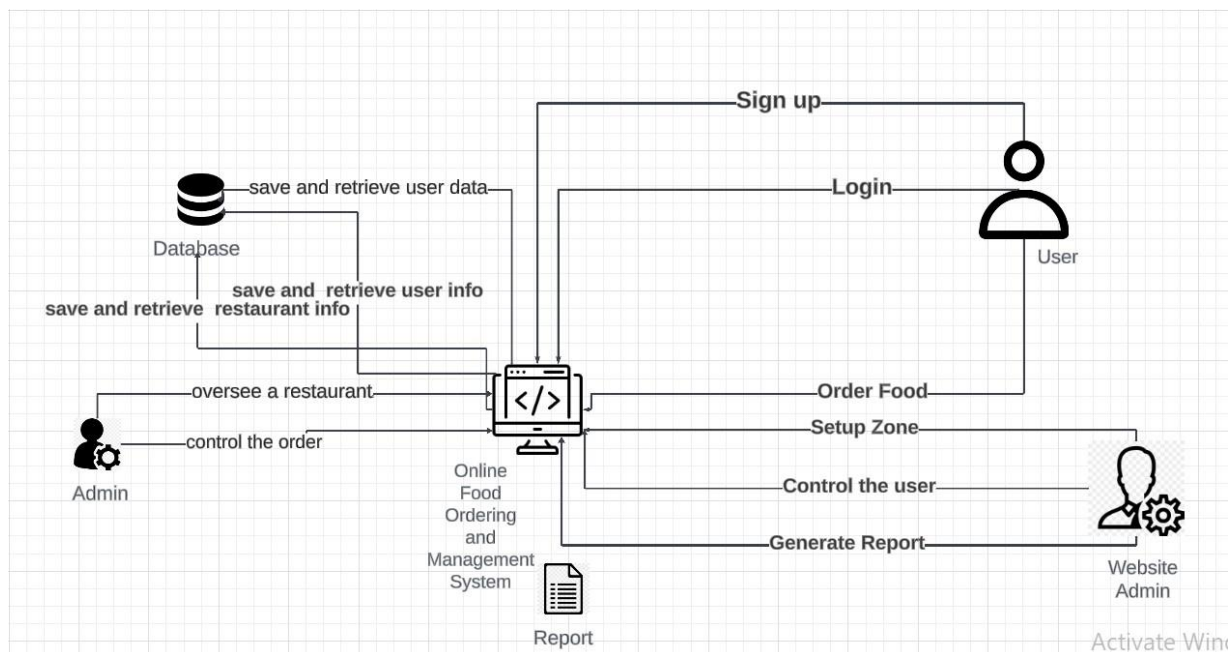 Sign up
save and retrieve user data
Login
Database
User
save and retrieve user info
save and retrieve restaurant info
oversee a restaurant
Order Food
Setup Zone
control the order
Admin
Online
Food
Ordering
and
Management
System
Control the user
Generate Report
Website
Admin
Report
Activate Wind